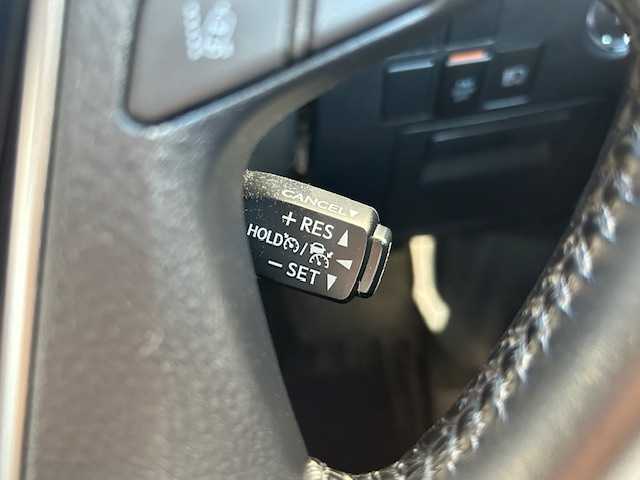 CANCEL
+ RES
HOLD /
− SET